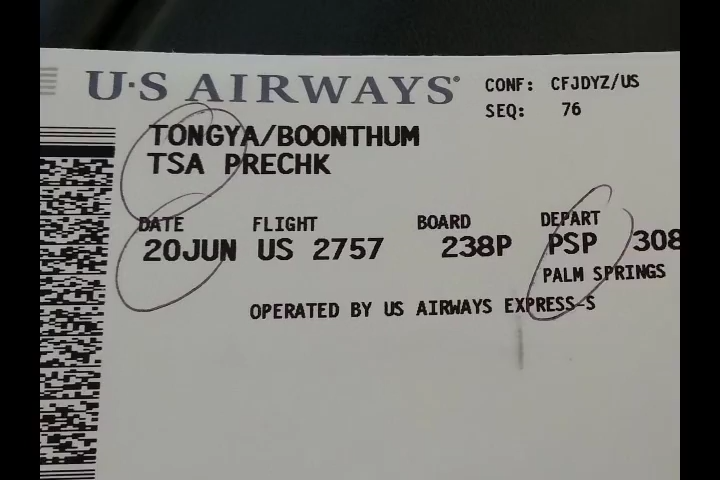 U·S AIRWAYS
CONF: CFJDYZ/US
SEQ: 76
TONGYA/BOONTHUM
TSA PRECHK
DATE FLIGHT BOARD DEPART
20JUN US 2757 238P PSP 308
PALM SPRINGS
OPERATED BY US AIRWAYS EXPRESS-S